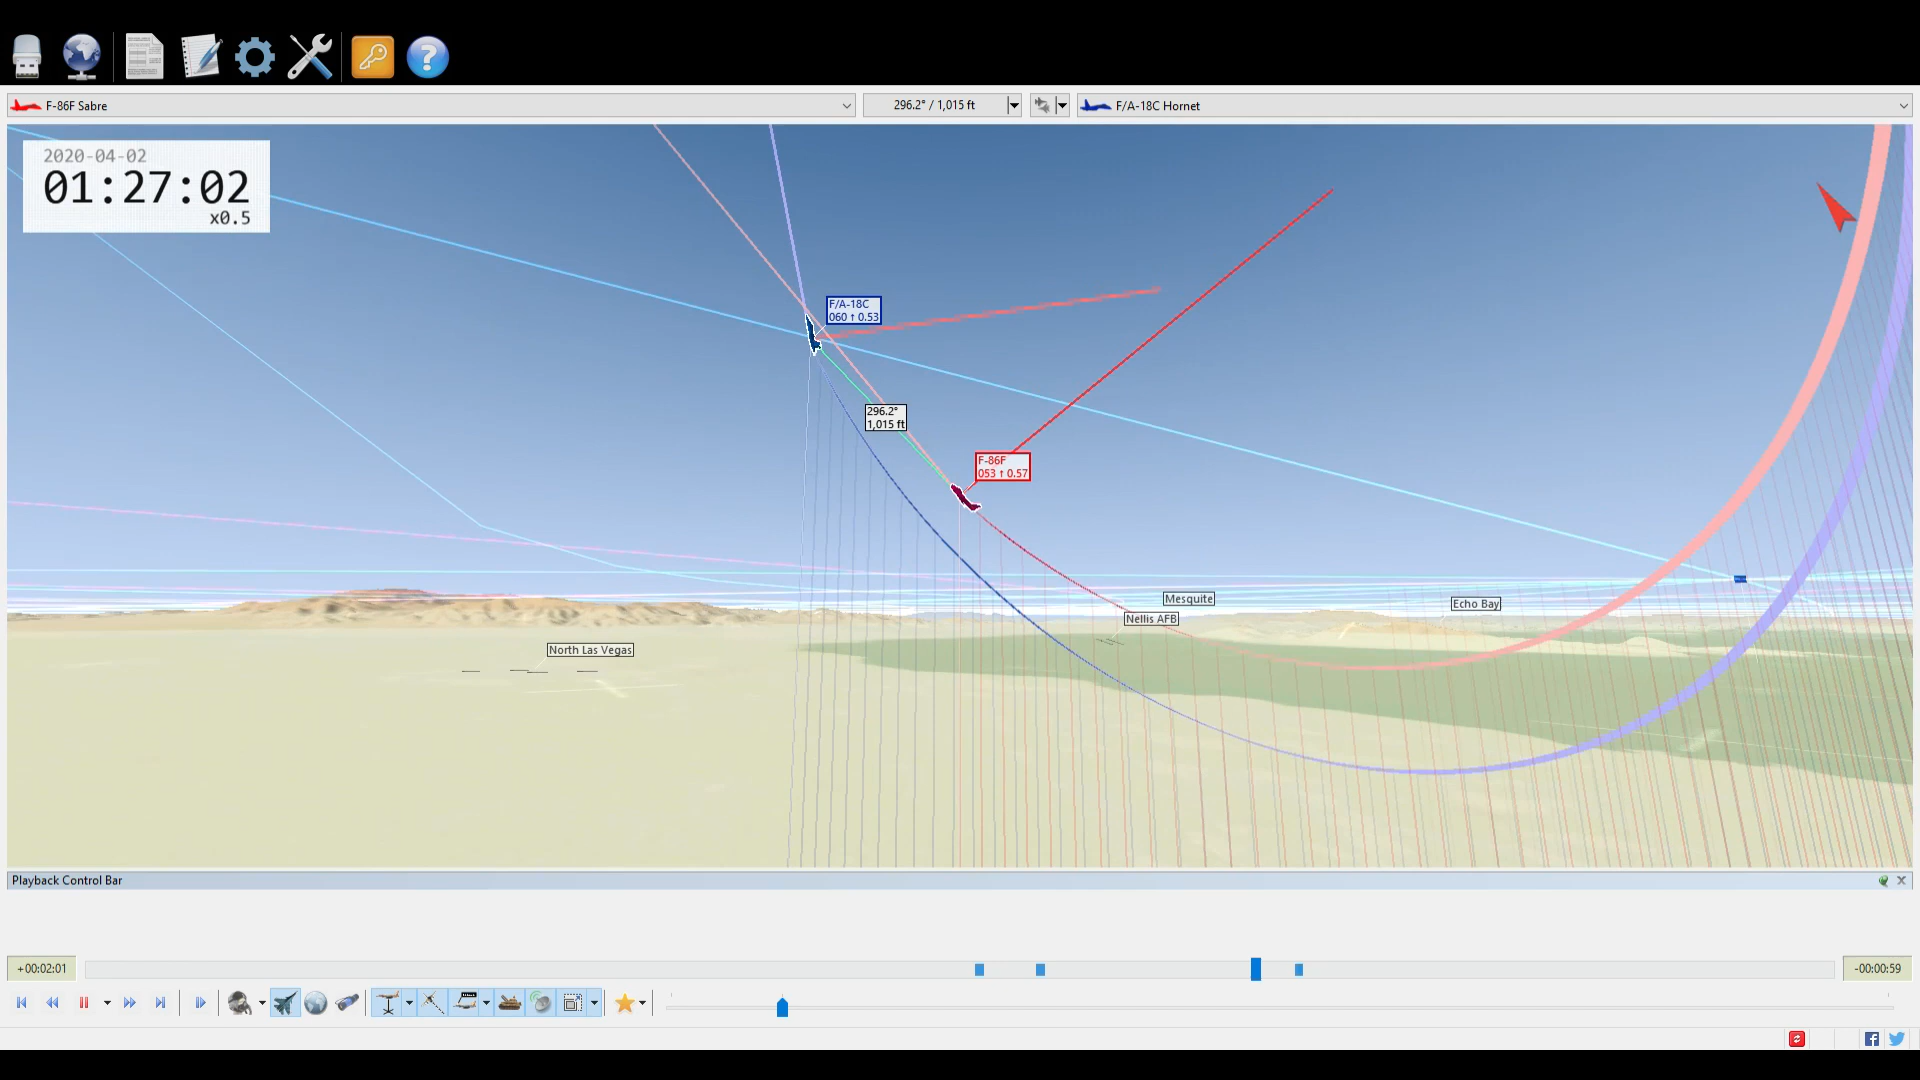 F-86F Sabre
296.2° / 1,015 ft
F/A-18C Hornet
2020-04-02
01:27:02
x0.5
F/A-18C
060 ↑ 0.53
296.2°
1,015 ft
F-86F
053 ↑ 0.57
Mesquite
Echo Bay
Nellis AFB
North Las Vegas
Playback Control Bar
+00:02:01
-00:00:59